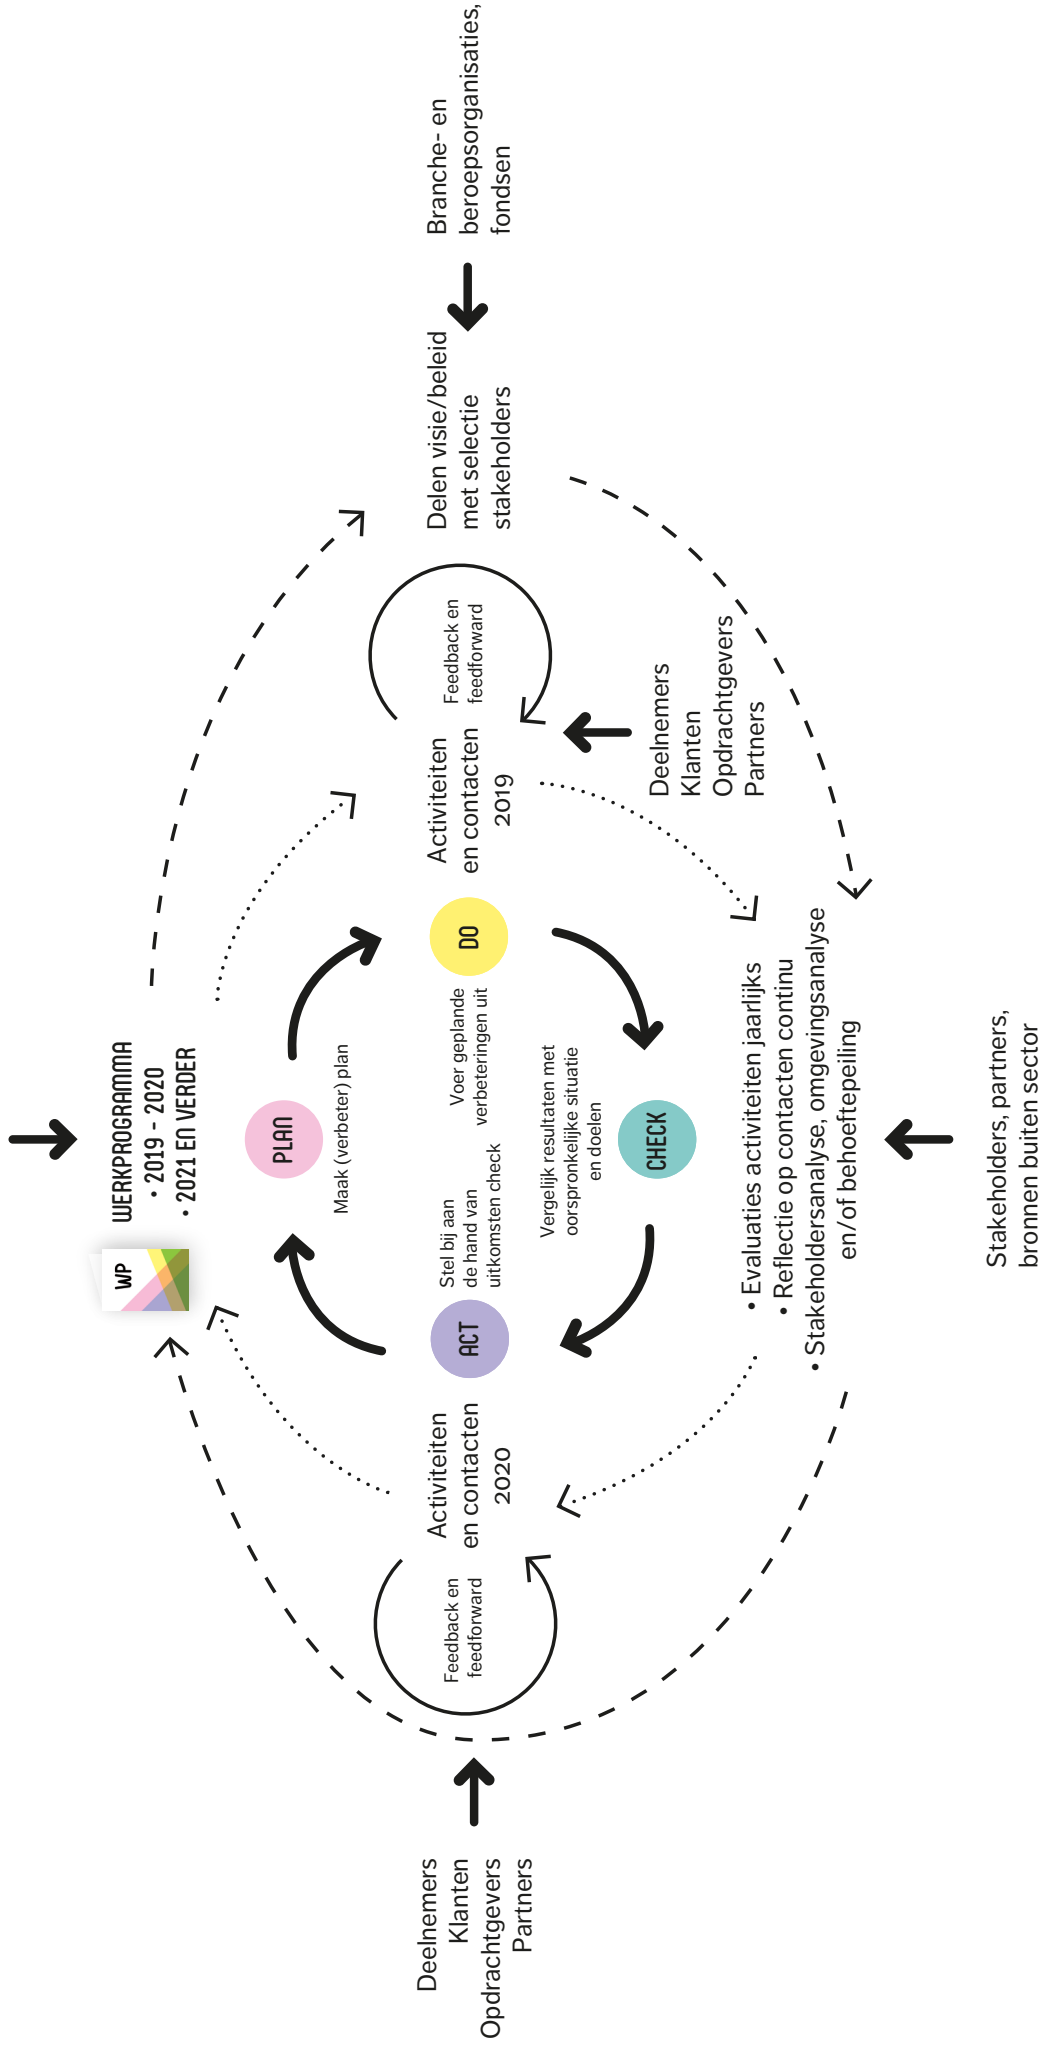 WP
WERKPROGRAMMA
• 2019 - 2020
• 2021 EN VERDER
PLAN
Maak (verbeter) plan
Deelnemers
Klanten
Opdrachtgevers
Partners
Feedback en
feedforward
Activiteiten
en contacten
2020
ACT
Stel bij aan
de hand van
uitkomsten check
Voer geplande
verbeteringen uit
DO
Activiteiten
en contacten
2019
Feedback en
feedforward
Delen visie/beleid
met selectie
stakeholders
Branche- en
beroepsorganisaties,
fondsen
Vergelijk resultaten met
oorspronkelijke situatie
en doelen
CHECK
Deelnemers
Klanten
Opdrachtgevers
Partners
• Evaluaties activiteiten jaarlijks
• Reflectie op contacten continu
• Stakeholdersanalyse, omgevingsanalyse
en/of behoeftepeiling
Stakeholders, partners,
bronnen buiten sector